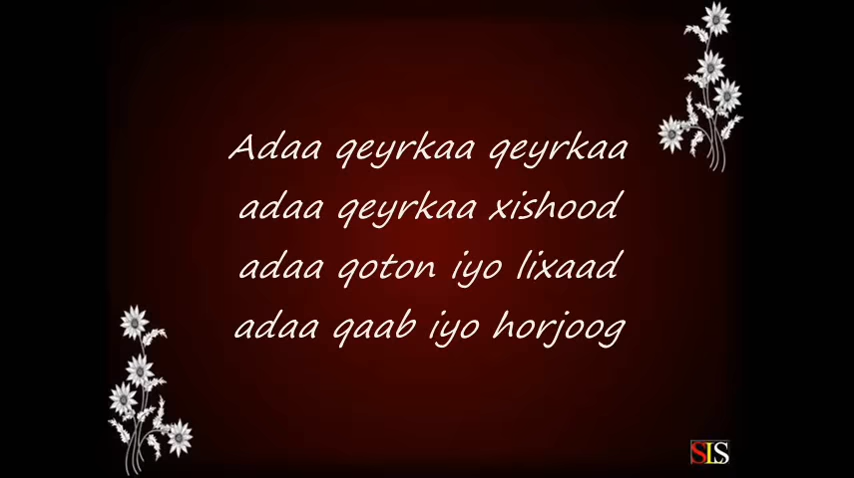 Adaa qeyrkaa qeyrkaa
adaa qeyrkaa xishood
adaa qoton iyo lixaad
adaa qaab iyo horjoog
SLS